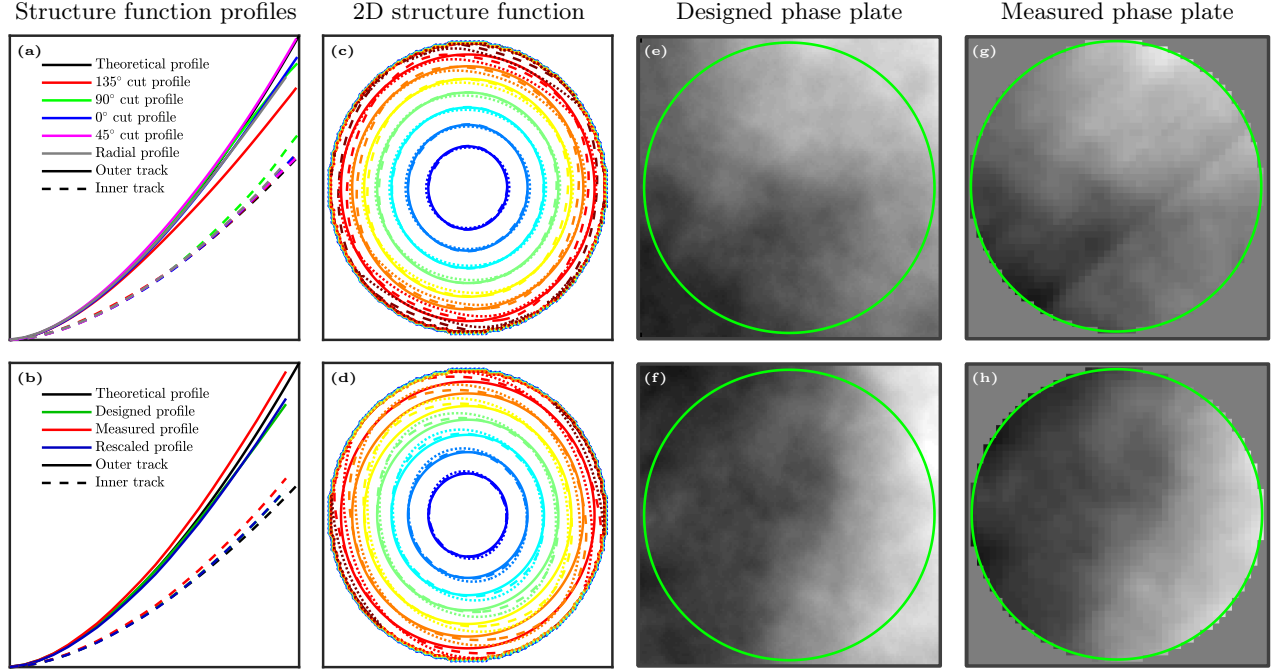 Structure function profiles
2D structure function
Designed phase plate
Measured phase plate
(a)
Theoretical profile
135° cut profile
90° cut profile
0° cut profile
45° cut profile
Radial profile
Outer track
Inner track
(c)
(e)
(g)
(b)
Theoretical profile
Designed profile
Measured profile
Rescaled profile
Outer track
Inner track
(d)
(f)
(h)